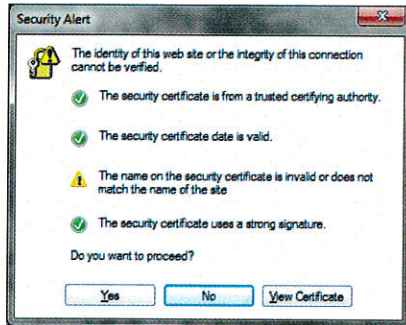 Security Alert
The identity of this web site or the integrity of this connection
cannot be verified.
The security certificate is from a trusted certifying authority.
The security certificate date is valid.
The name on the security certificate is invalid or does not
match the name of the site
The security certificate uses a strong signature.
Do you want to proceed?
Yes No View Certificate